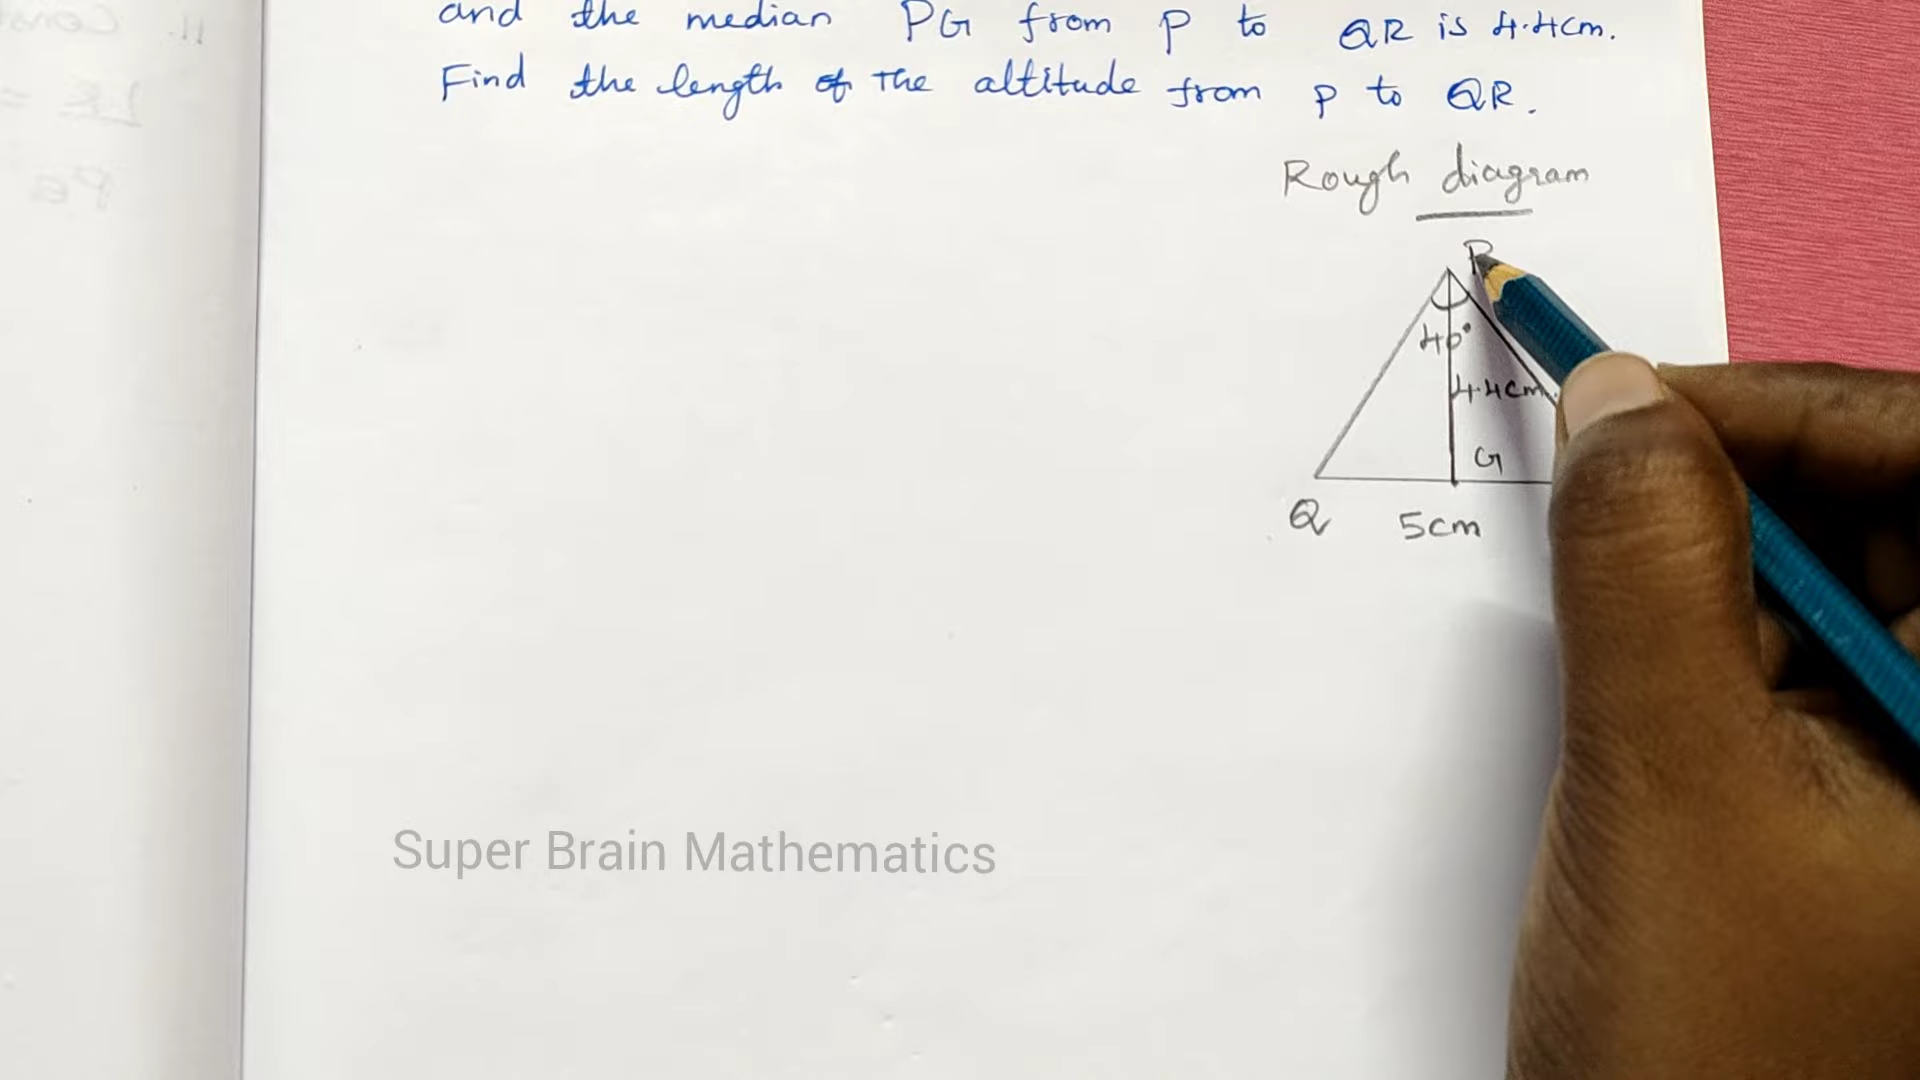 and the median PG from P to QR is 4.4cm.
Find the length of the altitude from P to QR.
Rough diagram
P
40°
4.4cm
G
Q 5cm
Super Brain Mathematics